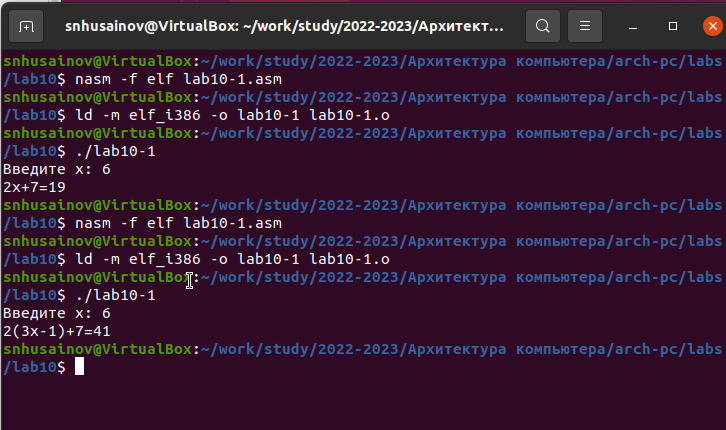 snhusainov@VirtualBox: ~/work/study/2022-2023/Архитект...
snhusainov@VirtualBox:~/work/study/2022-2023/Архитектура компьютера/arch-pc/labs
/lab10$ nasm -f elf lab10-1.asm
snhusainov@VirtualBox:~/work/study/2022-2023/Архитектура компьютера/arch-pc/labs
/lab10$ ld -m elf_i386 -o lab10-1 lab10-1.o
snhusainov@VirtualBox:~/work/study/2022-2023/Архитектура компьютера/arch-pc/labs
/lab10$ ./lab10-1
Введите x: 6
2x+7=19
snhusainov@VirtualBox:~/work/study/2022-2023/Архитектура компьютера/arch-pc/labs
/lab10$ nasm -f elf lab10-1.asm
snhusainov@VirtualBox:~/work/study/2022-2023/Архитектура компьютера/arch-pc/labs
/lab10$ ld -m elf_i386 -o lab10-1 lab10-1.o
snhusainov@VirtualBox:~/work/study/2022-2023/Архитектура компьютера/arch-pc/labs
/lab10$ ./lab10-1
Введите x: 6
2(3x-1)+7=41
snhusainov@VirtualBox:~/work/study/2022-2023/Архитектура компьютера/arch-pc/labs
/lab10$